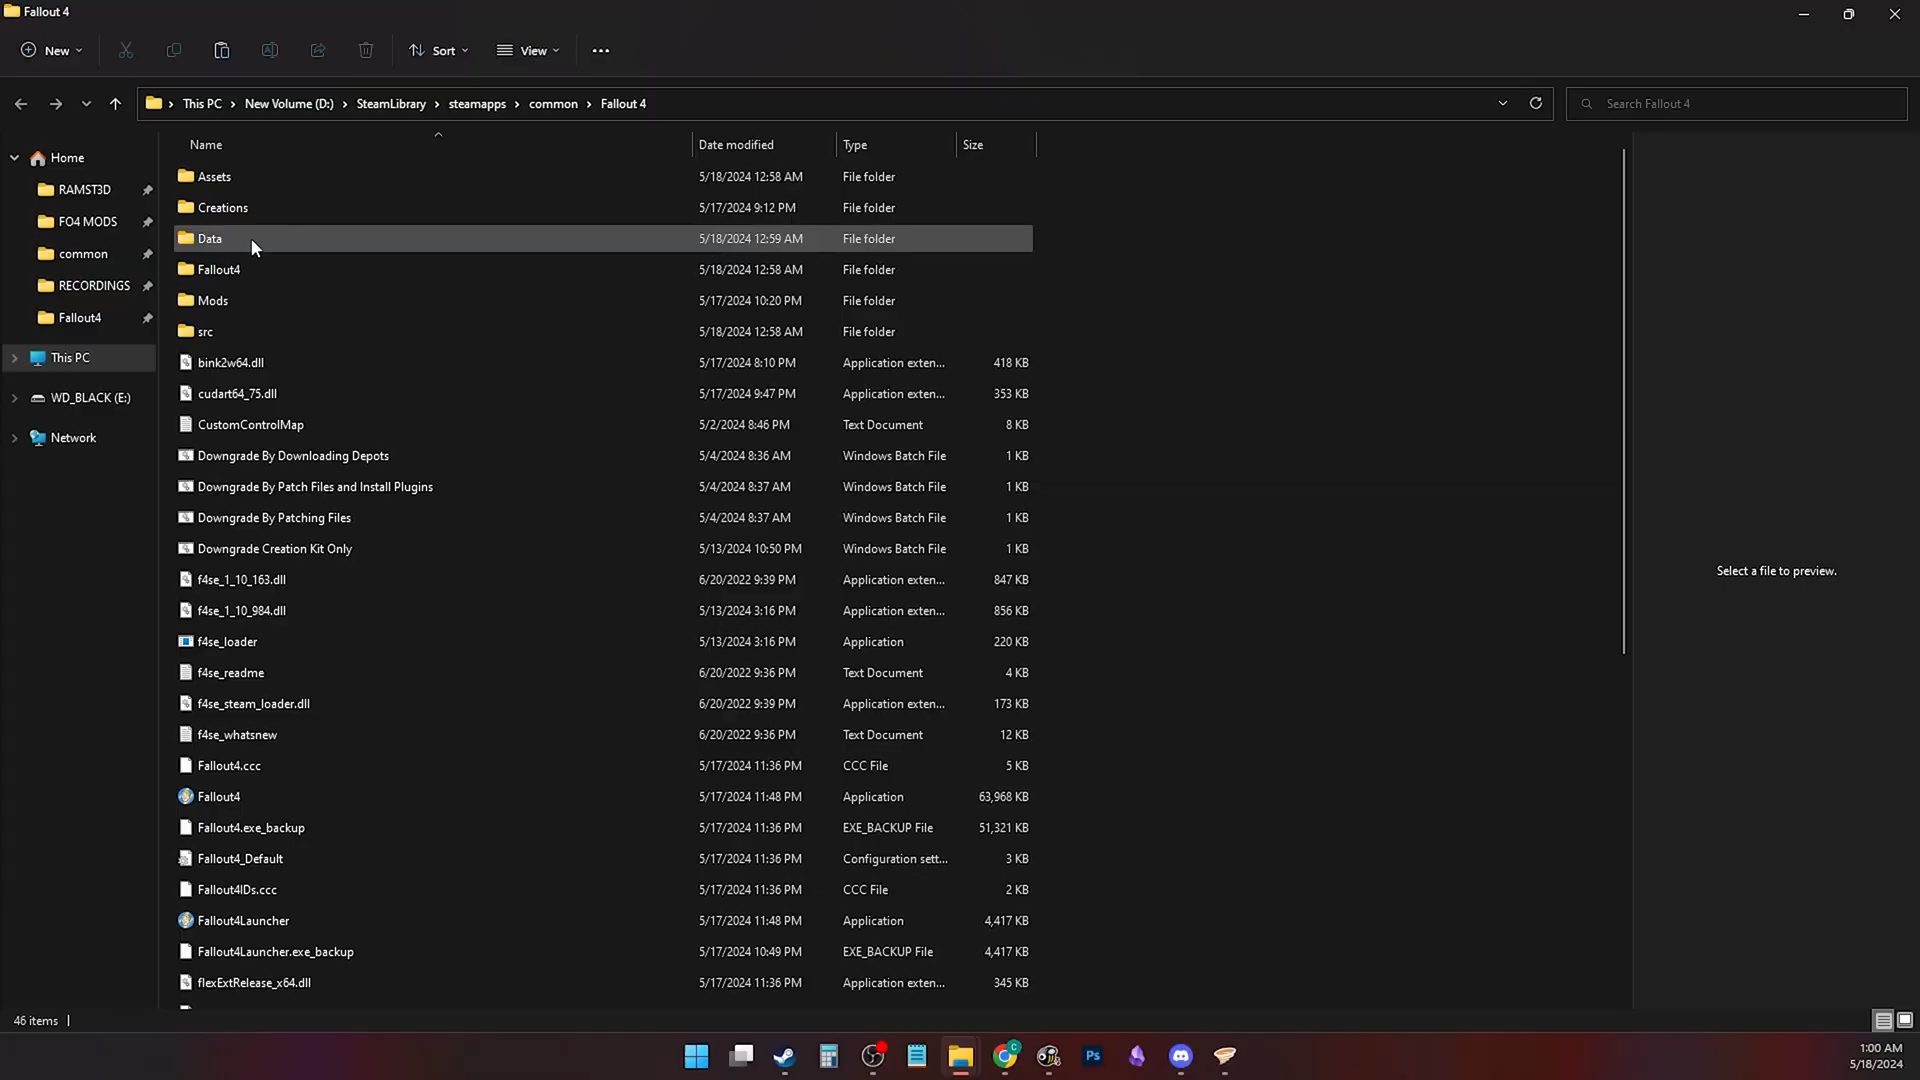 Fallout 4
New
Sort
View
This PC
New Volume (D:)
SteamLibrary
steamapps
common
Fallout 4
Search Fallout 4
Home
RAMST3D
FO4 MODS
common
RECORDINGS
Fallout4
This PC
WD_BLACK (E:)
Network
Name Date modified Type Size
Assets 5/18/2024 12:58 AM File folder
Creations 5/17/2024 9:12 PM File folder
Data 5/18/2024 12:59 AM File folder
Fallout4 5/18/2024 12:58 AM File folder
Mods 5/17/2024 10:20 PM File folder
src 5/18/2024 12:58 AM File folder
bink2w64.dll 5/17/2024 8:10 PM Application exten... 418 KB
cudart64_75.dll 5/17/2024 9:47 PM Application exten... 353 KB
CustomControlMap 5/2/2024 8:46 PM Text Document 8 KB
Downgrade By Downloading Depots 5/4/2024 8:36 AM Windows Batch File 1 KB
Downgrade By Patch Files and Install Plugins 5/4/2024 8:37 AM Windows Batch File 1 KB
Downgrade By Patching Files 5/4/2024 8:37 AM Windows Batch File 1 KB
Downgrade Creation Kit Only 5/13/2024 10:50 PM Windows Batch File 1 KB
f4se_1_10_163.dll 6/20/2022 9:39 PM Application exten... 847 KB
f4se_1_10_984.dll 5/13/2024 3:16 PM Application exten... 856 KB
f4se_loader 5/13/2024 3:16 PM Application 220 KB
f4se_readme 6/20/2022 9:36 PM Text Document 4 KB
f4se_steam_loader.dll 6/20/2022 9:39 PM Application exten... 173 KB
f4se_whatsnew 6/20/2022 9:36 PM Text Document 12 KB
Fallout4.ccc 5/17/2024 11:36 PM CCC File 5 KB
Fallout4 5/17/2024 11:48 PM Application 63,968 KB
Fallout4.exe_backup 5/17/2024 11:36 PM EXE_BACKUP File 51,321 KB
Fallout4_Default 5/17/2024 11:36 PM Configuration sett... 3 KB
Fallout4IDs.ccc 5/17/2024 11:36 PM CCC File 2 KB
Fallout4Launcher 5/17/2024 11:48 PM Application 4,417 KB
Fallout4Launcher.exe_backup 5/17/2024 10:49 PM EXE_BACKUP File 4,417 KB
flexExtRelease_x64.dll 5/17/2024 11:36 PM Application exten... 345 KB
Select a file to preview.
46 items
C
Ps
1:00 AM
5/18/2024